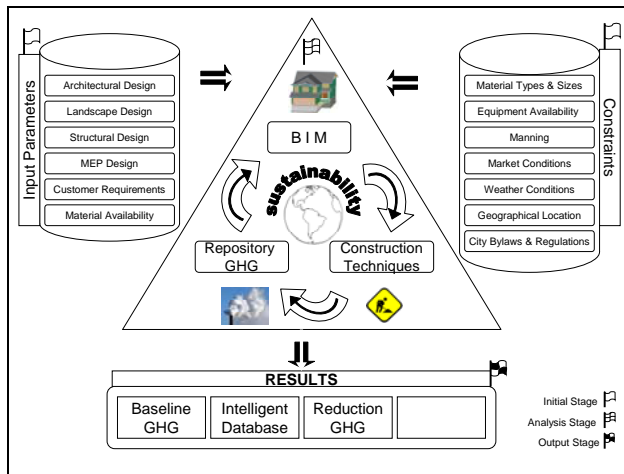 Input Parameters
Architectural Design
Landscape Design
Structural Design
MEP Design
Customer Requirements
Material Availability
B I M
sustainability
Repository
GHG
Construction
Techniques
Constraints
Material Types & Sizes
Equipment Availability
Manning
Market Conditions
Weather Conditions
Geographical Location
City Bylaws & Regulations
RESULTS
Baseline
GHG
Intelligent
Database
Reduction
GHG
Initial Stage
Analysis Stage
Output Stage